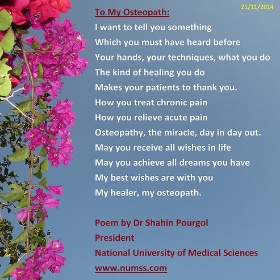 21/11/2014
To My Osteopath:
I want to tell you something
Which you must have heard before
Your hands, your techniques, what you do
The kind of healing you do
Makes your patients to thank you.
How you treat chronic pain
How you relieve acute pain
Osteopathy, the miracle, day in day out.
May you receive all wishes in life
May you achieve all dreams you have
My best wishes are with you
My healer, my osteopath.
Poem by Dr Shahin Pourgol
President
National University of Medical Sciences
www.numss.com